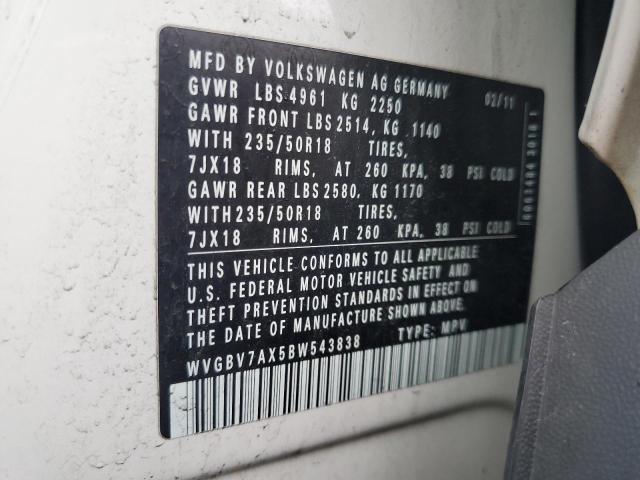 MFD BY VOLKSWAGEN AG GERMANY 02/11
GVWR LBS 4961 KG 2250
GAWR FRONT LBS 2514, KG 1140
WITH 235/50R18 TIRES,
7JX18 RIMS, AT 260 KPA, 38 PSI COLD
GAWR REAR LBS 2580, KG 1170
WITH 235/50R18 TIRES,
7JX18 RIMS, AT 260 KPA, 38 PSI COLD
THIS VEHICLE CONFORMS TO ALL APPLICABLE
U.S. FEDERAL MOTOR VEHICLE SAFETY AND
THEFT PREVENTION STANDARDS IN EFFECT ON
THE DATE OF MANUFACTURE SHOWN ABOVE.
WVGBV7AX5BW543838 TYPE: MPV